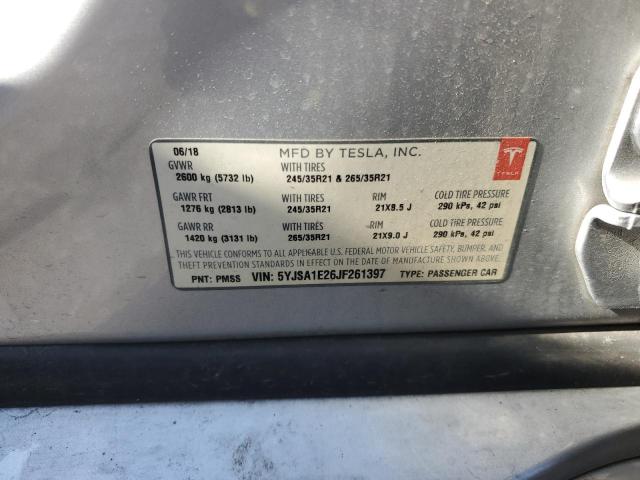 06/18 MFD BY TESLA, INC.
GVWR WITH TIRES
2600 kg (5732 lb) 245/35R21 & 265/35R21
TESLA
GAWR FRT WITH TIRES RIM COLD TIRE PRESSURE
1276 kg (2813 lb) 245/35R21 21X8.5 J 290 kPa, 42 psi
GAWR RR WITH TIRES RIM COLD TIRE PRESSURE
1420 kg (3131 lb) 265/35R21 21X9.0 J 290 kPa, 42 psi
THIS VEHICLE CONFORMS TO ALL APPLICABLE U.S. FEDERAL MOTOR VEHICLE SAFETY, BUMPER, AND
THEFT PREVENTION STANDARDS IN EFFECT ON THE DATE OF MANUFACTURE SHOWN ABOVE.
PNT: PMSS VIN: 5YJSA1E26JF261397 TYPE: PASSENGER CAR